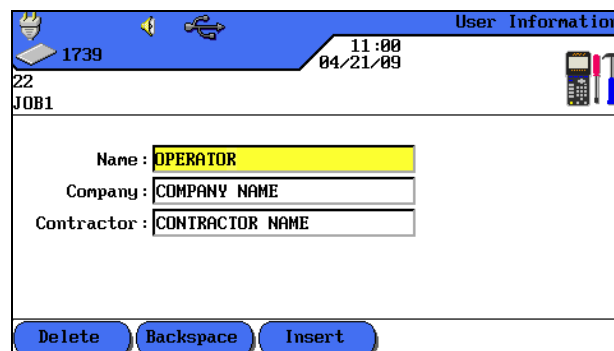 User Information
1739
11:00
04/21/09
22
JOB1
Name: OPERATOR
Company: COMPANY NAME
Contractor: CONTRACTOR NAME
Delete Backspace Insert